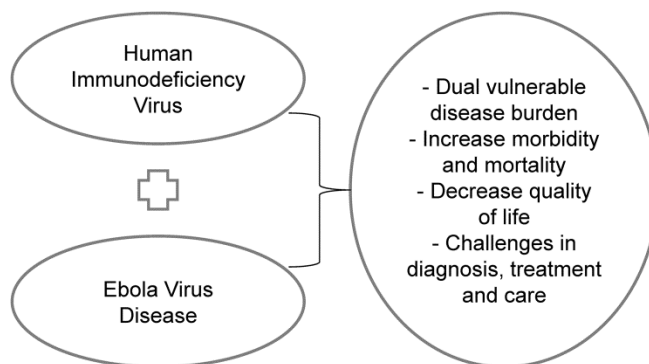 Human
Immunodeficiency
Virus
Ebola Virus
Disease
- Dual vulnerable
disease burden
- Increase morbidity
and mortality
- Decrease quality
of life
- Challenges in
diagnosis, treatment
and care